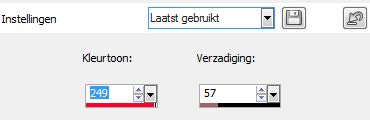 Instellingen Laatst gebruikt
Kleurtoon: Verzadiging:
249 57